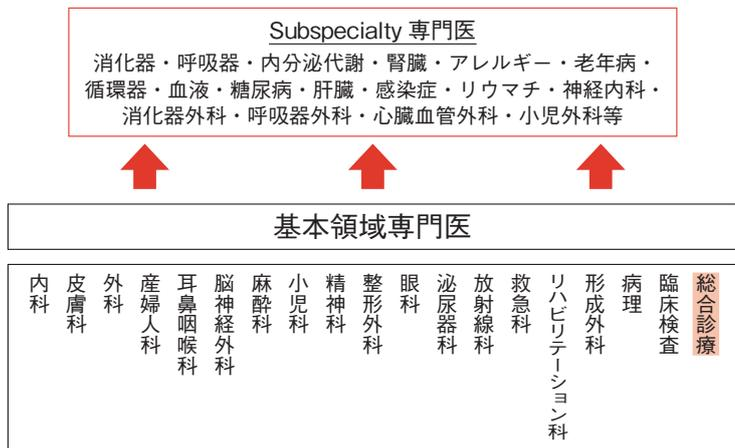 Subspecialty 専門医
消化器・呼吸器・内分泌代謝・腎臓・アレルギー・老年病・
循環器・血液・糖尿病・肝臓・感染症・リウマチ・神経内科・
消化器外科・呼吸器外科・心臓血管外科・小児外科等
基本領域専門医
内科
皮膚科
外科
産婦人科
耳鼻咽喉科
脳神経外科
麻酔科
小児科
精神科
整形外科
眼科
泌尿器科
放射線科
救急科
リハビリテーション科
形成外科
病理
臨床検査
総合診療